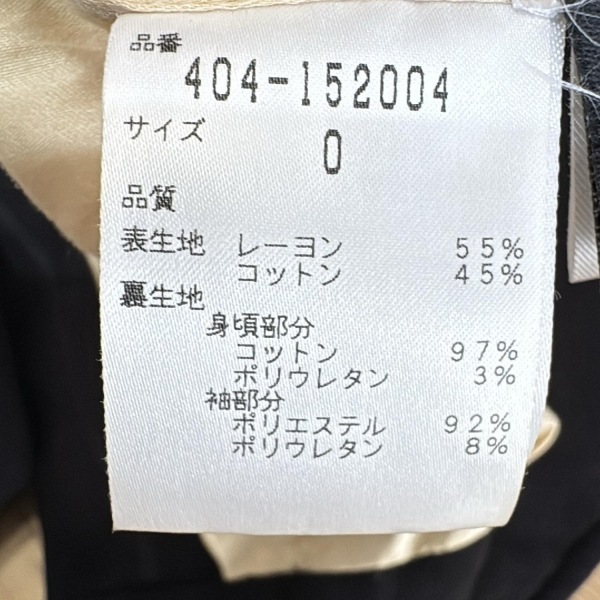 品番
404-152004
サイズ
0
品質
表生地 レーヨン 55%
コットン 45%
裏生地
身頃部分
コットン 97%
ポリウレタン 3%
袖部分
ポリエステル 92%
ポリウレタン 8%